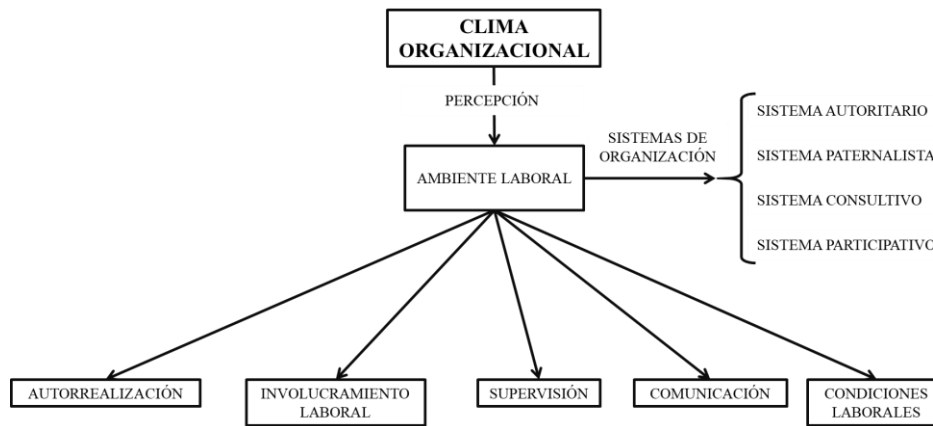 CLIMA
ORGANIZACIONAL
PERCEPCIÓN
AMBIENTE LABORAL
SISTEMAS DE
ORGANIZACIÓN
SISTEMA AUTORITARIO
SISTEMA PATERNALISTA
SISTEMA CONSULTIVO
SISTEMA PARTICIPATIVO
AUTORREALIZACIÓN
INVOLUCRAMIENTO
LABORAL
SUPERVISIÓN
COMUNICACIÓN
CONDICIONES
LABORALES